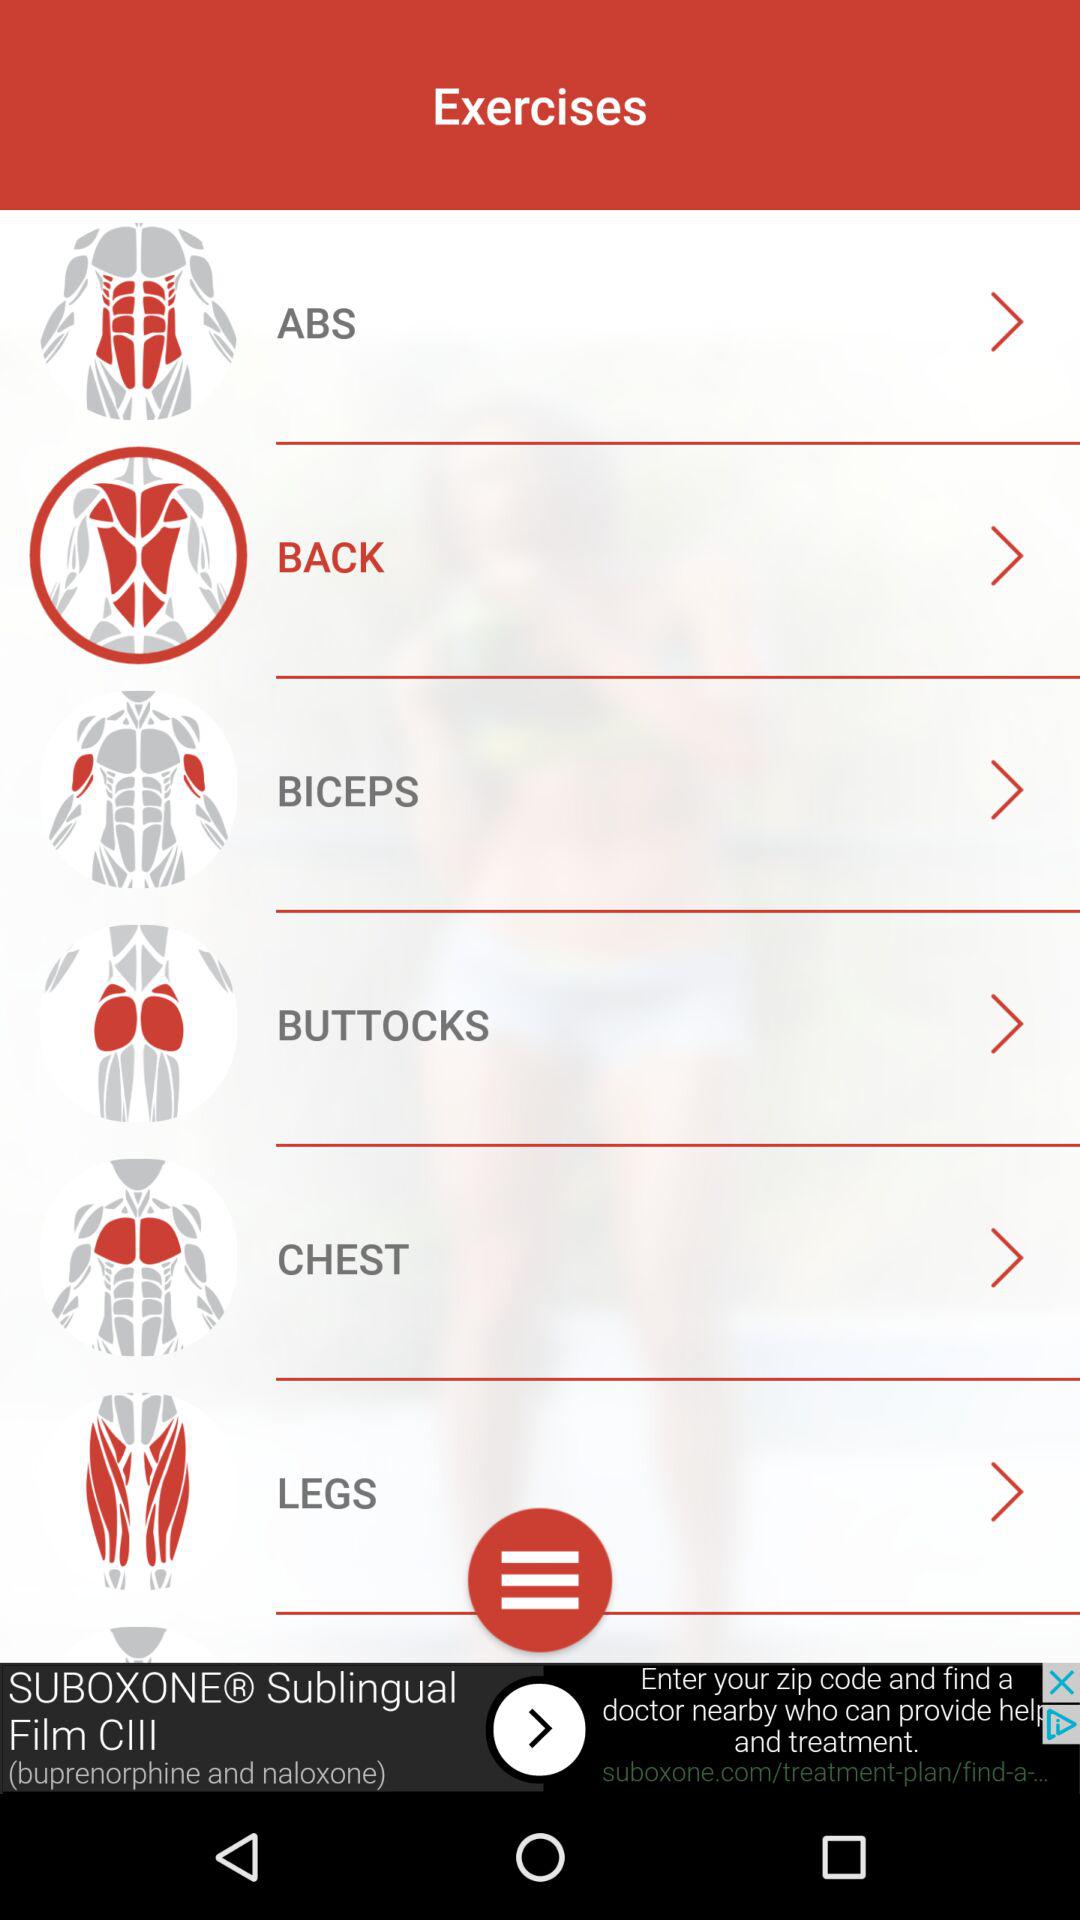 Exercises
ABS
BACK
BICEPS
BUTTOCKS
CHEST
LEGS
SUBOXONE® Sublingual
Film CIII
(buprenorphine and naloxone)
Enter your zip code and find a
doctor nearby who can provide help
and treatment.
suboxone.com/treatment-plan/find-a-...